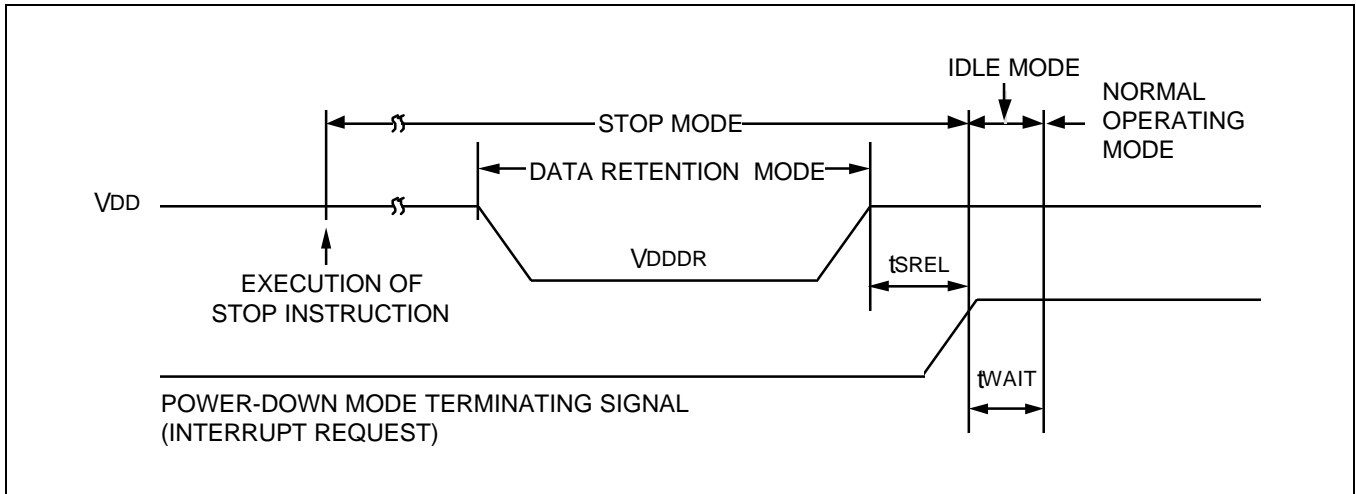 IDLE MODE
STOP MODE
NORMAL
OPERATING
MODE
DATA RETENTION MODE
VDD
VDDDR
tSREL
EXECUTION OF
STOP INSTRUCTION
tWAIT
POWER-DOWN MODE TERMINATING SIGNAL
(INTERRUPT REQUEST)